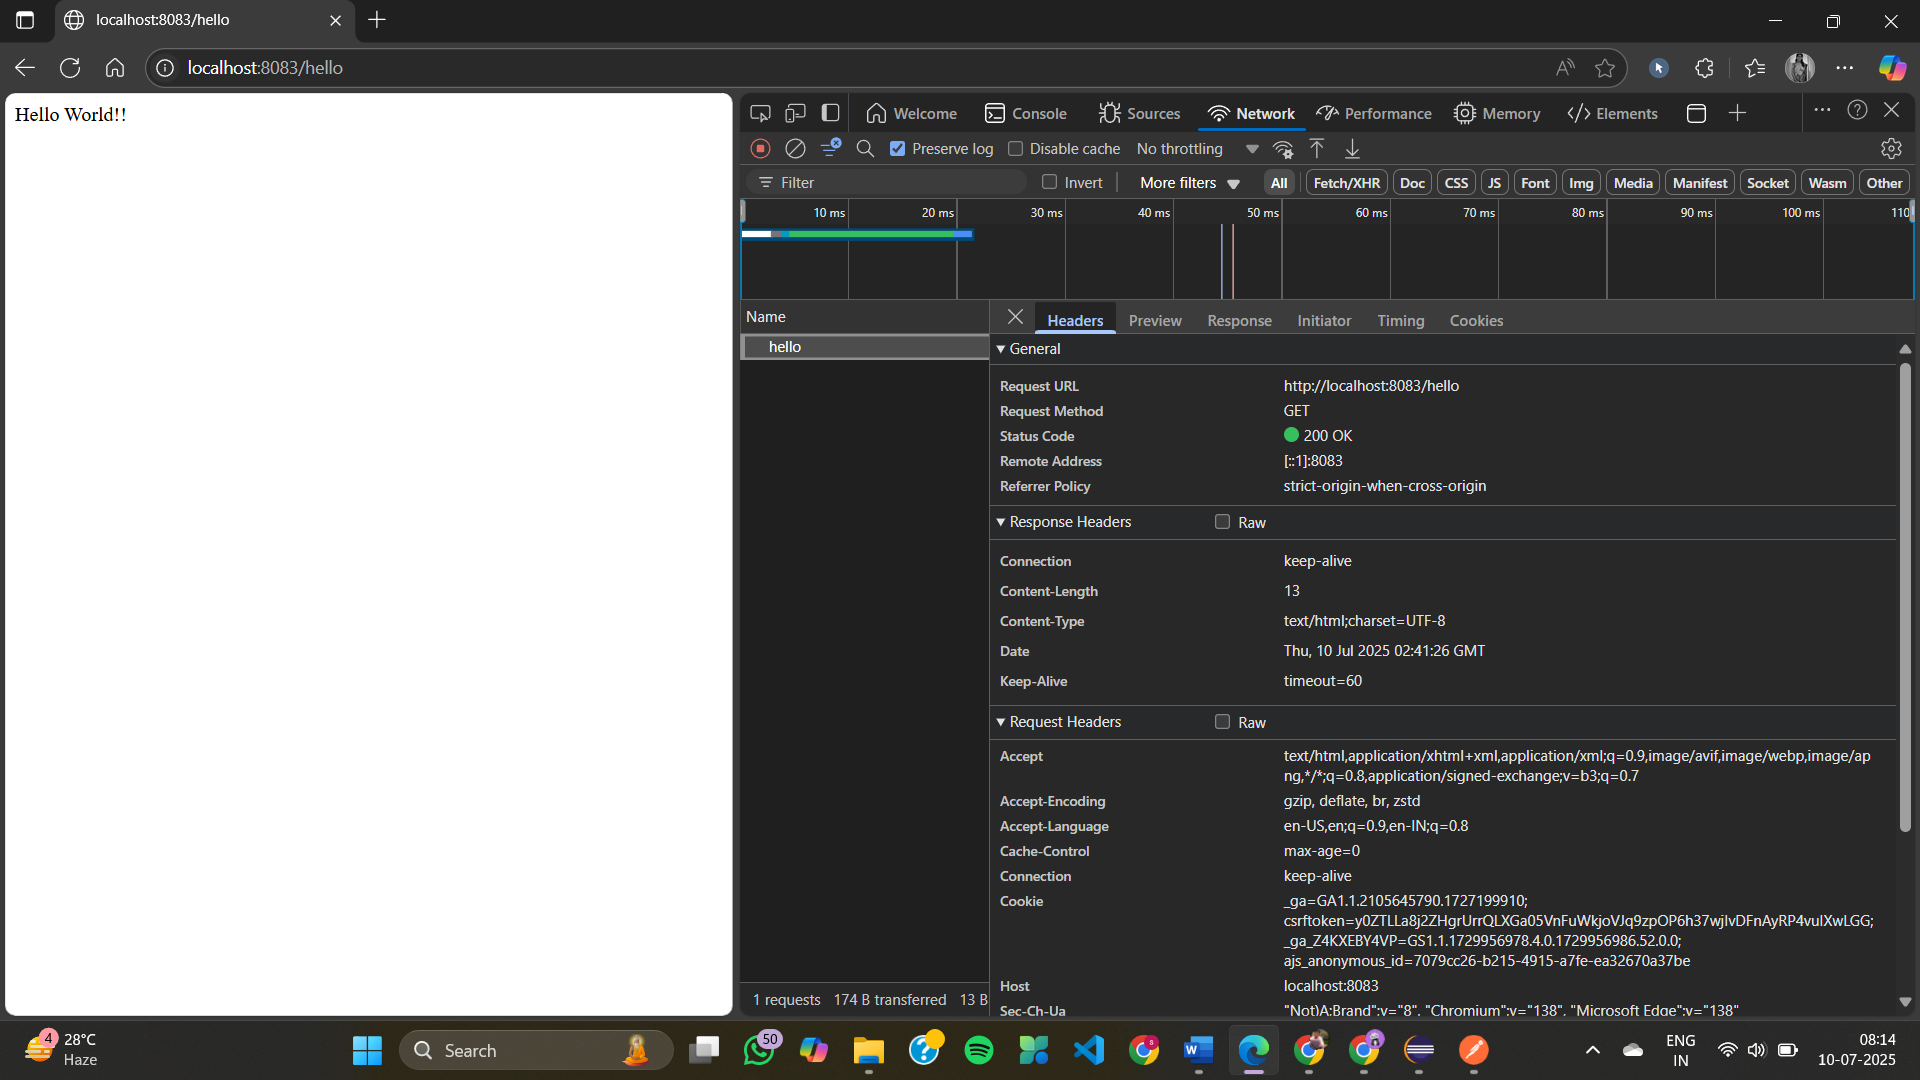 localhost:8083/hello
localhost:8083/hello
Hello World!!
Welcome Console Sources Network Performance Memory Elements
Preserve log Disable cache No throttling
Filter Invert More filters All Fetch/XHR Doc CSS JS Font Img Media Manifest Socket Wasm Other
10 ms 20 ms 30 ms 40 ms 50 ms 60 ms 70 ms 80 ms 90 ms 100 ms 110
Name
hello
Headers Preview Response Initiator Timing Cookies
General
Request URL http://localhost:8083/hello
Request Method GET
Status Code 200 OK
Remote Address [::1]:8083
Referrer Policy strict-origin-when-cross-origin
Response Headers Raw
Connection keep-alive
Content-Length 13
Content-Type text/html;charset=UTF-8
Date Thu, 10 Jul 2025 02:41:26 GMT
Keep-Alive timeout=60
Request Headers Raw
Accept text/html,application/xhtml+xml,application/xml;q=0.9,image/avif,image/webp,image/ap
ng,*/*;q=0.8,application/signed-exchange;v=b3;q=0.7
Accept-Encoding gzip, deflate, br, zstd
Accept-Language en-US,en;q=0.9,en-IN;q=0.8
Cache-Control max-age=0
Connection keep-alive
Cookie _ga=GA1.1.2105645790.1727199910;
csrftoken=y0ZTLLa8j2ZHgrUrrQLXGa05VnFuWkjoVJq9zpOP6h37wjIvDFnAyRP4vulXwLGG;
_ga_Z4KXEBY4VP=GS1.1.1729956978.4.0.1729956986.52.0.0;
ajs_anonymous_id=7079cc26-b215-4915-a7fe-ea32670a37be
Host localhost:8083
Sec-Ch-Ua "Not)A;Brand";v="8", "Chromium";v="138", "Microsoft Edge";v="138"
1 requests 174 B transferred 13 B
4 28°C
Haze
Search
50
ENG
IN
08:14
10-07-2025